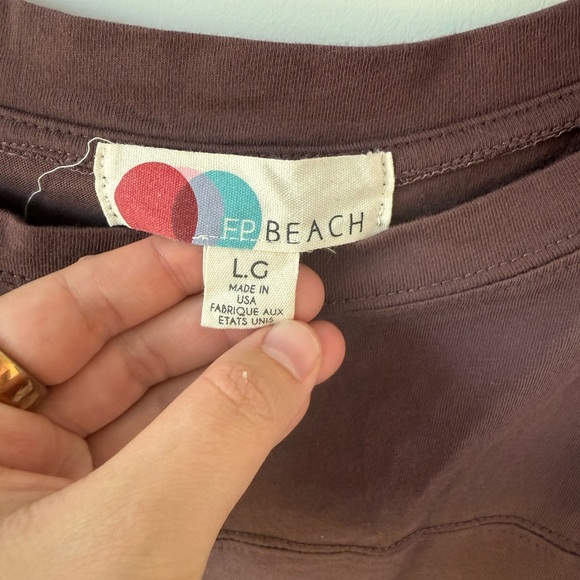 FP BEACH
L.G
MADE IN
USA
FABRIQUE AUX
ETATS UNIS